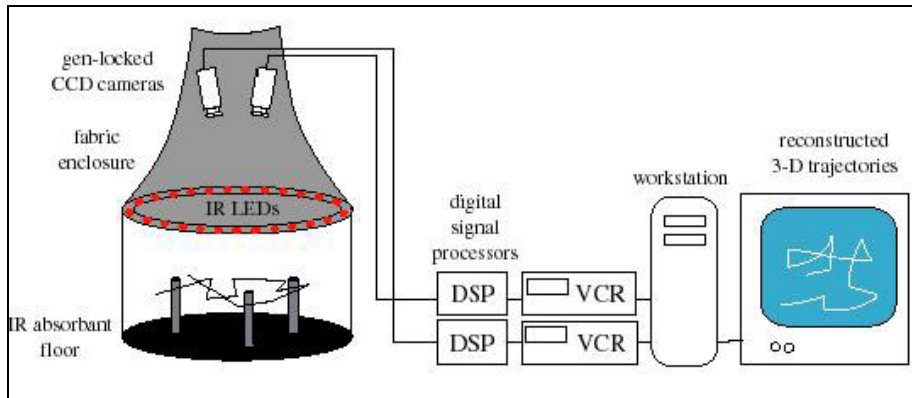 gen-locked
CCD cameras
fabric
enclosure
IR LEDs
IR absorbant
floor
digital
signal
processors
DSP
VCR
DSP
VCR
workstation
reconstructed
3-D trajectories